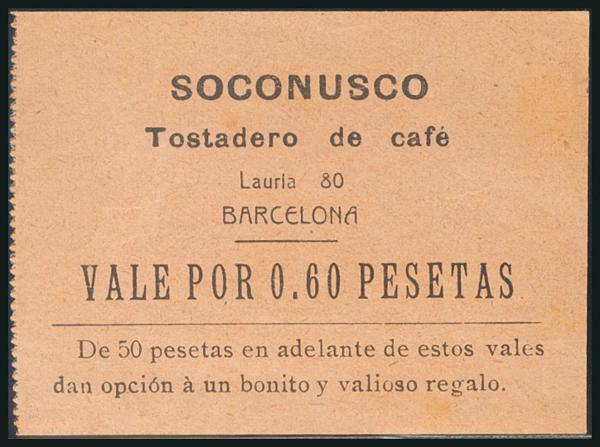 SOCONUSCO
Tostadero de café
Lauria 80
BARCELONA
VALE POR 0.60 PESETAS
De 50 pesetas en adelante de estos vales
dan opción à un bonito y valioso regalo.